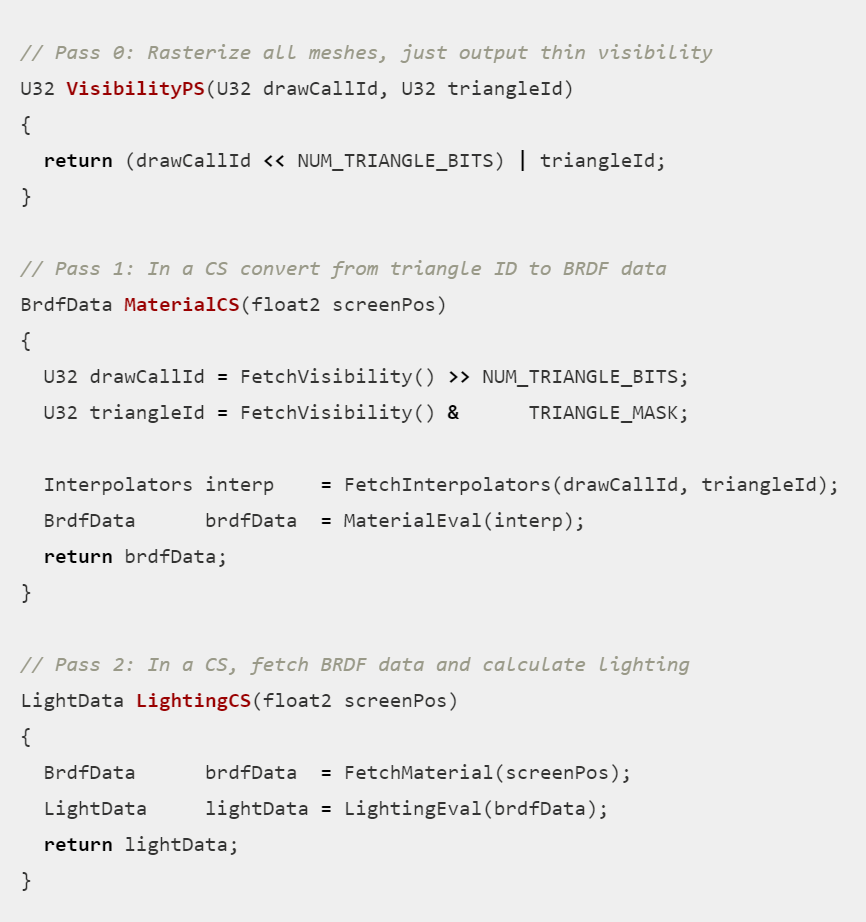 // Pass 0: Rasterize all meshes, just output thin visibility
U32 VisibilityPS(U32 drawCallId, U32 triangleId)
{
  return (drawCallId << NUM_TRIANGLE_BITS) | triangleId;
}

// Pass 1: In a CS convert from triangle ID to BRDF data
BrdfData MaterialCS(float2 screenPos)
{
  U32 drawCallId = FetchVisibility() >> NUM_TRIANGLE_BITS;
  U32 triangleId = FetchVisibility() &      TRIANGLE_MASK;

  Interpolators interp    = FetchInterpolators(drawCallId, triangleId);
  BrdfData      brdfData  = MaterialEval(interp);
  return brdfData;
}

// Pass 2: In a CS, fetch BRDF data and calculate lighting
LightData LightingCS(float2 screenPos)
{
  BrdfData      brdfData  = FetchMaterial(screenPos);
  LightData     lightData = LightingEval(brdfData);
  return lightData;
}